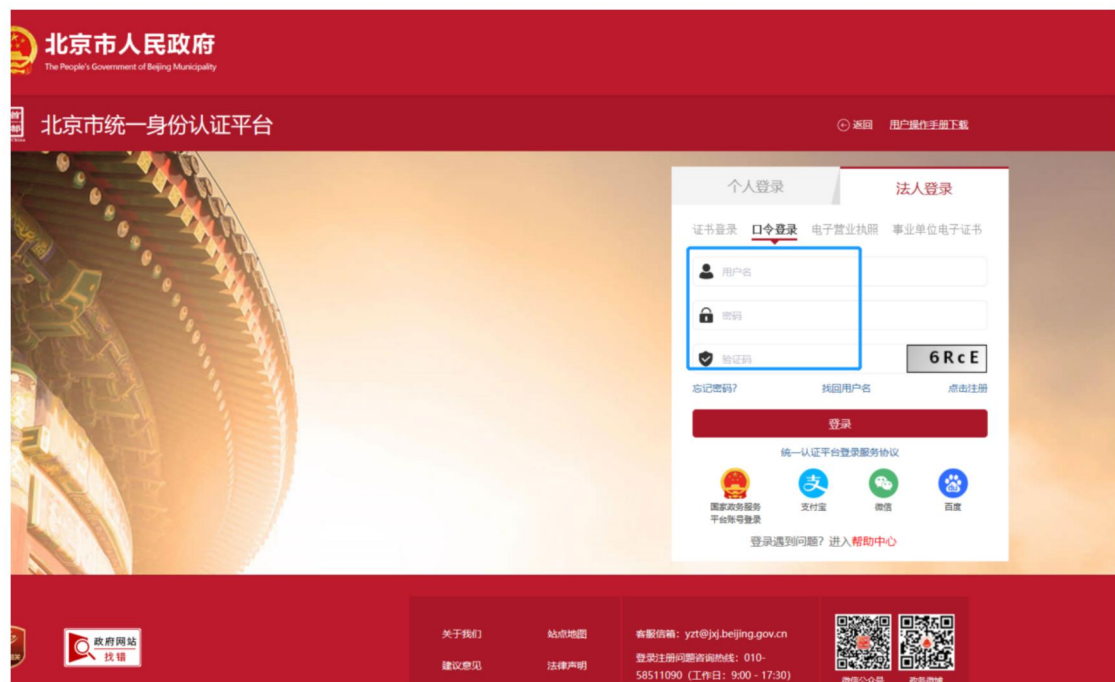 北京市人民政府
The People's Government of Beijing Municipality
北京市统一身份认证平台
返回 用户操作手册下载
个人登录 法人登录
证书登录 口令登录 电子营业执照 事业单位电子证书
用户名
密码
验证码 6RcE
忘记密码? 找回用户名 点击注册
登录
统一认证平台登录服务协议
国家政务服务
平台账号登录
支付宝 微信 百度
登录遇到问题?进入帮助中心
政府网站
找错
关于我们 站点地图
建议意见 法律声明
客服信箱:yzt@jxj.beijing.gov.cn
登录注册问题咨询热线:010-
58511090(工作日:9:00 - 17:30)
微信公众号 政务微博